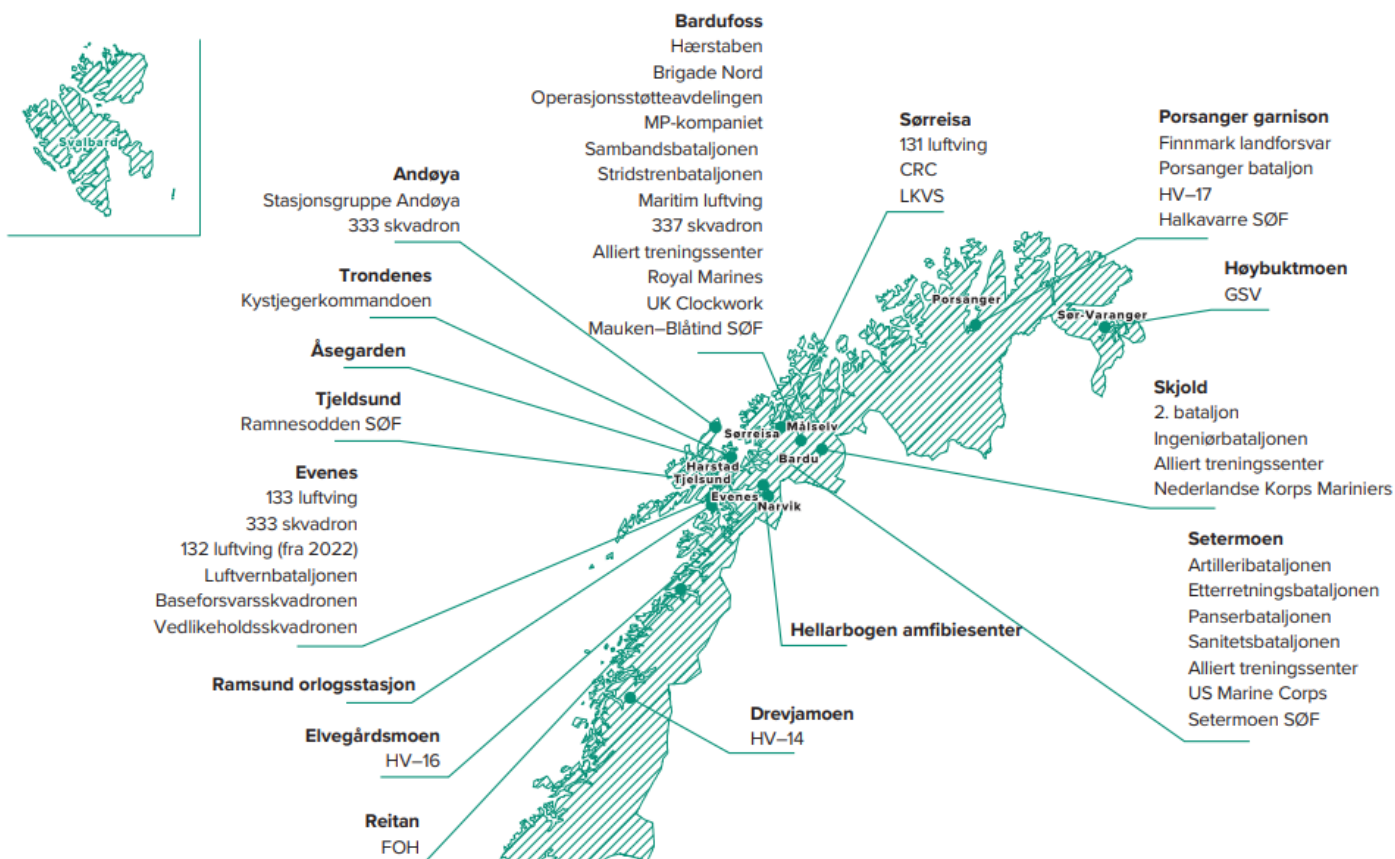 Svalbard
Bardufoss
Hærstaben
Brigade Nord
Operasjonsstøtteavdelingen
MP-kompaniet
Sambandsbataljonen
Stridstrenbataljonen
Maritim luftving
337 skvadron
Alliert treningssenter
Royal Marines
UK Clockwork
Mauken–Blåtind SØF
Sørreisa
131 luftving
CRC
LKVS
Porsanger garnison
Finnmark landforsvar
Porsanger bataljon
HV–17
Halkavarre SØF
Høybuktmoen
GSV
Andøya
Stasjonsgruppe Andøya
333 skvadron
Trondenes
Kystjegerkommandoen
Åsegarden
Tjeldsund
Ramnesodden SØF
Evenes
133 luftving
333 skvadron
132 luftving (fra 2022)
Luftvernbataljonen
Baseforsvarsskvadronen
Vedlikeholdsskvadronen
Ramsund orlogsstasjon
Elvegårdsmoen
HV–16
Reitan
FOH
Porsanger
Sør-Varanger
Sørreisa
Målselv
Bardu
Harstad
Tjelsund
Evenes
Narvik
Skjold
2. bataljon
Ingeniørbataljonen
Alliert treningssenter
Nederlandse Korps Mariniers
Setermoen
Artilleribataljonen
Etterretningsbataljonen
Panserbataljonen
Sanitetsbataljonen
Alliert treningssenter
US Marine Corps
Setermoen SØF
Hellarbogen amfibiesenter
Drevjamoen
HV–14